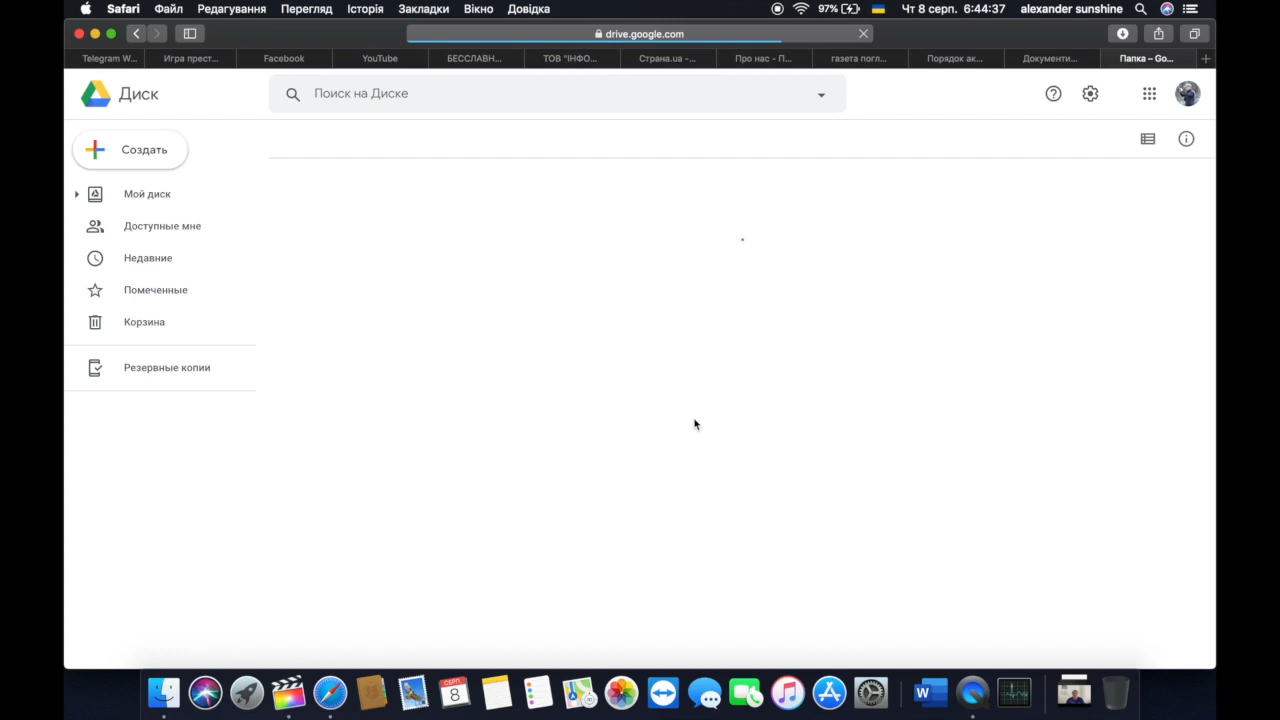 Safari Файл Редагування Перегляд Історія Закладки Вікно Довідка 97% Чт 8 серп. 6:44:37 alexander sunshine
drive.google.com
Telegram W... Игра прест... Facebook YouTube БЕССЛАВН... ТОВ "ІНФО... Страна.ua -... Про нас - П... газета погл... Порядок ак... Документи... Папка – Go...
Диск
Поиск на Диске
Создать
Мой диск
Доступные мне
Недавние
Помеченные
Корзина
Резервные копии
СЕРП.
8
W